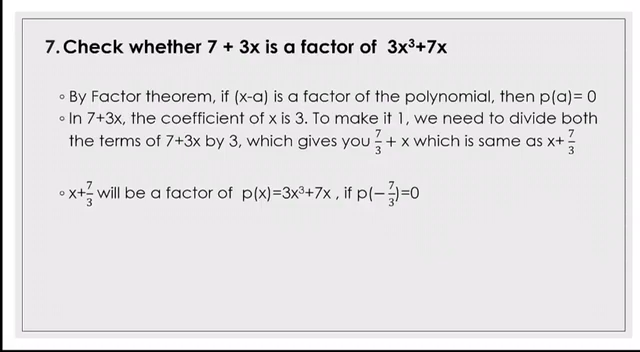 7. Check whether 7 + 3x is a factor of 3x³+7x
◦ By Factor theorem, if (x-a) is a factor of the polynomial, then p(a)= 0
◦ In 7+3x, the coefficient of x is 3. To make it 1, we need to divide both
the terms of 7+3x by 3, which gives you 7/3 + x which is same as x+ 7/3
◦ x+7/3 will be a factor of p(x)=3x³+7x , if p(−7/3)=0